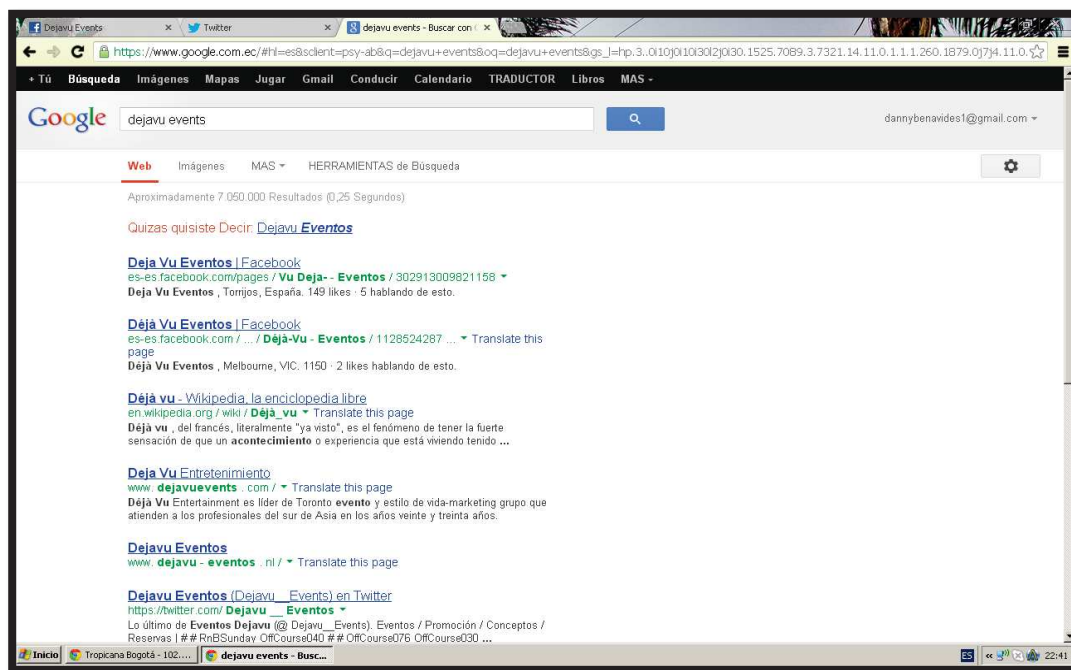 Dejavu Events
Twitter
dejavu events - Buscar con
https://www.google.com.ec/#hl=es&sclient=psy-ab&q=dejavu+events&oq=dejavu+events&gs_l=hp.3..0i10j0i10i30l2j0i30.1525.7089.3.7321.14.11.0.1.1.1.260.1879.0j7j4.11.0.
+ Tú Búsqueda Imágenes Mapas Jugar Gmail Conducir Calendario TRADUCTOR Libros MAS
Google dejavu events dannybenavides1@gmail.com
Web Imágenes MAS HERRAMIENTAS de Búsqueda
Aproximadamente 7.050.000 Resultados (0,25 Segundos)
Quizas quisiste Decir: Dejavu Eventos
Deja Vu Eventos | Facebook
es-es.facebook.com/pages / Vu Deja- - Eventos / 302913009821158
Deja Vu Eventos , Torrijos, España. 149 likes · 5 hablando de esto.
Déjà Vu Eventos | Facebook
es-es.facebook.com / ... / Déjà-Vu - Eventos / 1128524287 ... Translate this
page
Déjà Vu Eventos , Melbourne, VIC. 1150 · 2 likes hablando de esto.
Déjà vu - Wikipedia, la enciclopedia libre
en.wikipedia.org / wiki / Déjà_vu Translate this page
Déjà vu , del francés, literalmente "ya visto", es el fenómeno de tener la fuerte
sensación de que un acontecimiento o experiencia que está viviendo tenido ...
Deja Vu Entretenimiento
www. dejavuevents . com / Translate this page
Déjà Vu Entertainment es líder de Toronto evento y estilo de vida-marketing grupo que
atienden a los profesionales del sur de Asia en los años veinte y treinta años.
Dejavu Eventos
www. dejavu - eventos . nl / Translate this page
Dejavu Eventos (Dejavu__Events) en Twitter
https://twitter.com/ Dejavu __ Eventos
Lo último de Eventos Dejavu (@ Dejavu__Events). Eventos / Promoción / Conceptos /
Reservas | # # RnBSunday OffCourse040 # # OffCourse076 OffCourse030 ...
Inicio Tropicana Bogotá - 102.... dejavu events - Busc... ES 22:41